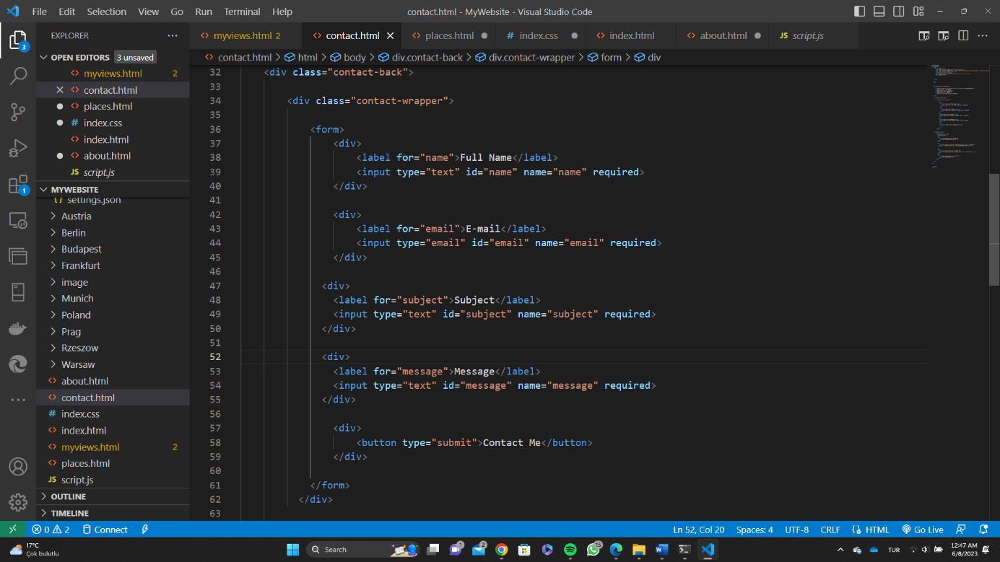 File Edit Selection View Go Run Terminal Help
contact.html - MyWebsite - Visual Studio Code
EXPLORER
OPEN EDITORS 3 unsaved
myviews.html 2
contact.html
places.html
index.css
index.html
about.html
JS script.js
MYWEBSITE
settings.json
Austria
Berlin
Budapest
Frankfurt
image
Munich
Poland
Prag
Rzeszow
Warsaw
about.html
contact.html
index.css
index.html
myviews.html 2
places.html
JS script.js
OUTLINE
TIMELINE
3
1
myviews.html 2 contact.html places.html index.css index.html about.html JS script.js
contact.html > html > body > div.contact-back > div.contact-wrapper > form > div
32 <div class="contact-back">
33
34 <div class="contact-wrapper">
35
36 <form>
37 <div>
38 <label for="name">Full Name</label>
39 <input type="text" id="name" name="name" required>
40 </div>
41
42 <div>
43 <label for="email">E-mail</label>
44 <input type="email" id="email" name="email" required>
45 </div>
46
47 <div>
48 <label for="subject">Subject</label>
49 <input type="text" id="subject" name="subject" required>
50 </div>
51
52 <div>
53 <label for="message">Message</label>
54 <input type="text" id="message" name="message" required>
55 </div>
56
57 <div>
58 <button type="submit">Contact Me</button>
59 </div>
60
61 </form>
62 </div>
63
0 2 Connect Ln 52, Col 20 Spaces: 4 UTF-8 CRLF HTML Go Live
17°C
Çok bulutlu
Search
1
2
15
TUR
12:47 AM
6/8/2023